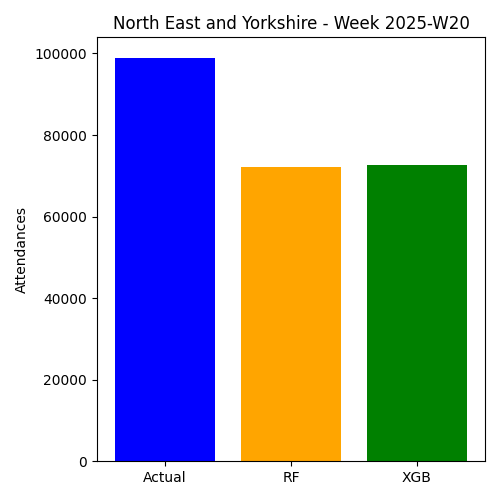 North East and Yorkshire - Week 2025-W20
Attendances
100000
80000
60000
40000
20000
0
Actual
RF
XGB